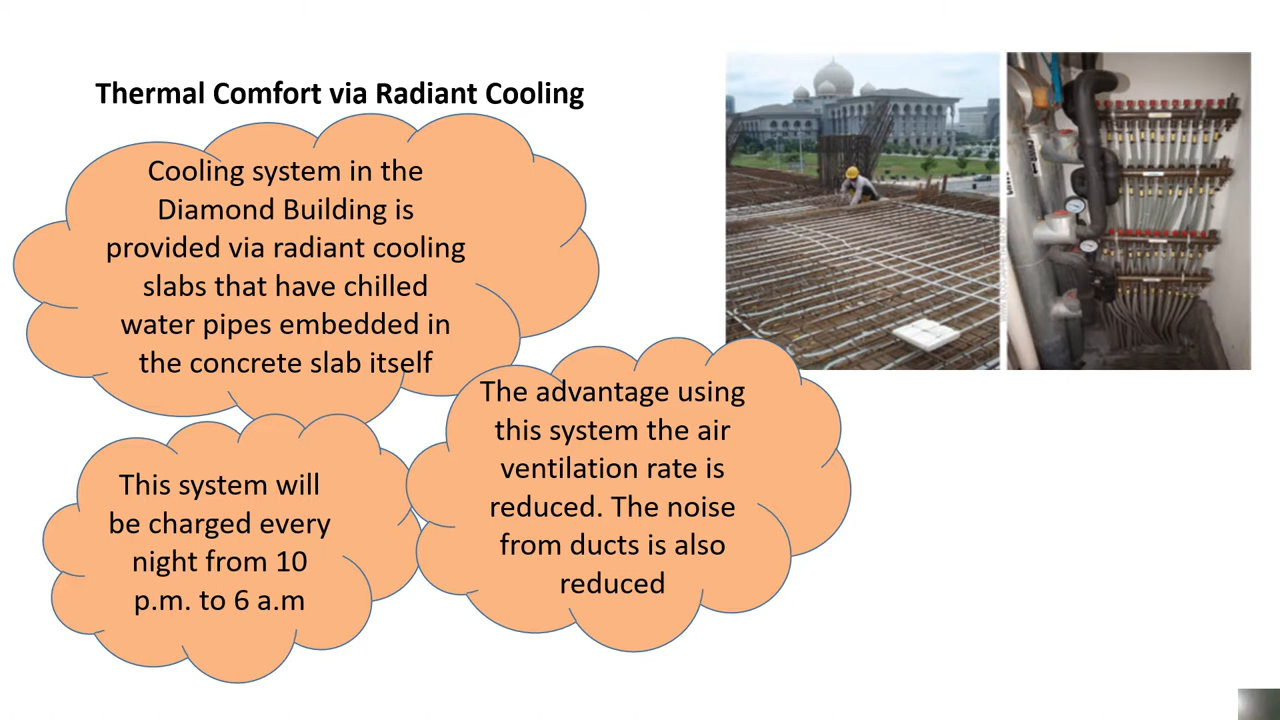 Thermal Comfort via Radiant Cooling
Cooling system in the
Diamond Building is
provided via radiant cooling
slabs that have chilled
water pipes embedded in
the concrete slab itself
The advantage using
this system the air
ventilation rate is
reduced. The noise
from ducts is also
reduced
This system will
be charged every
night from 10
p.m. to 6 a.m